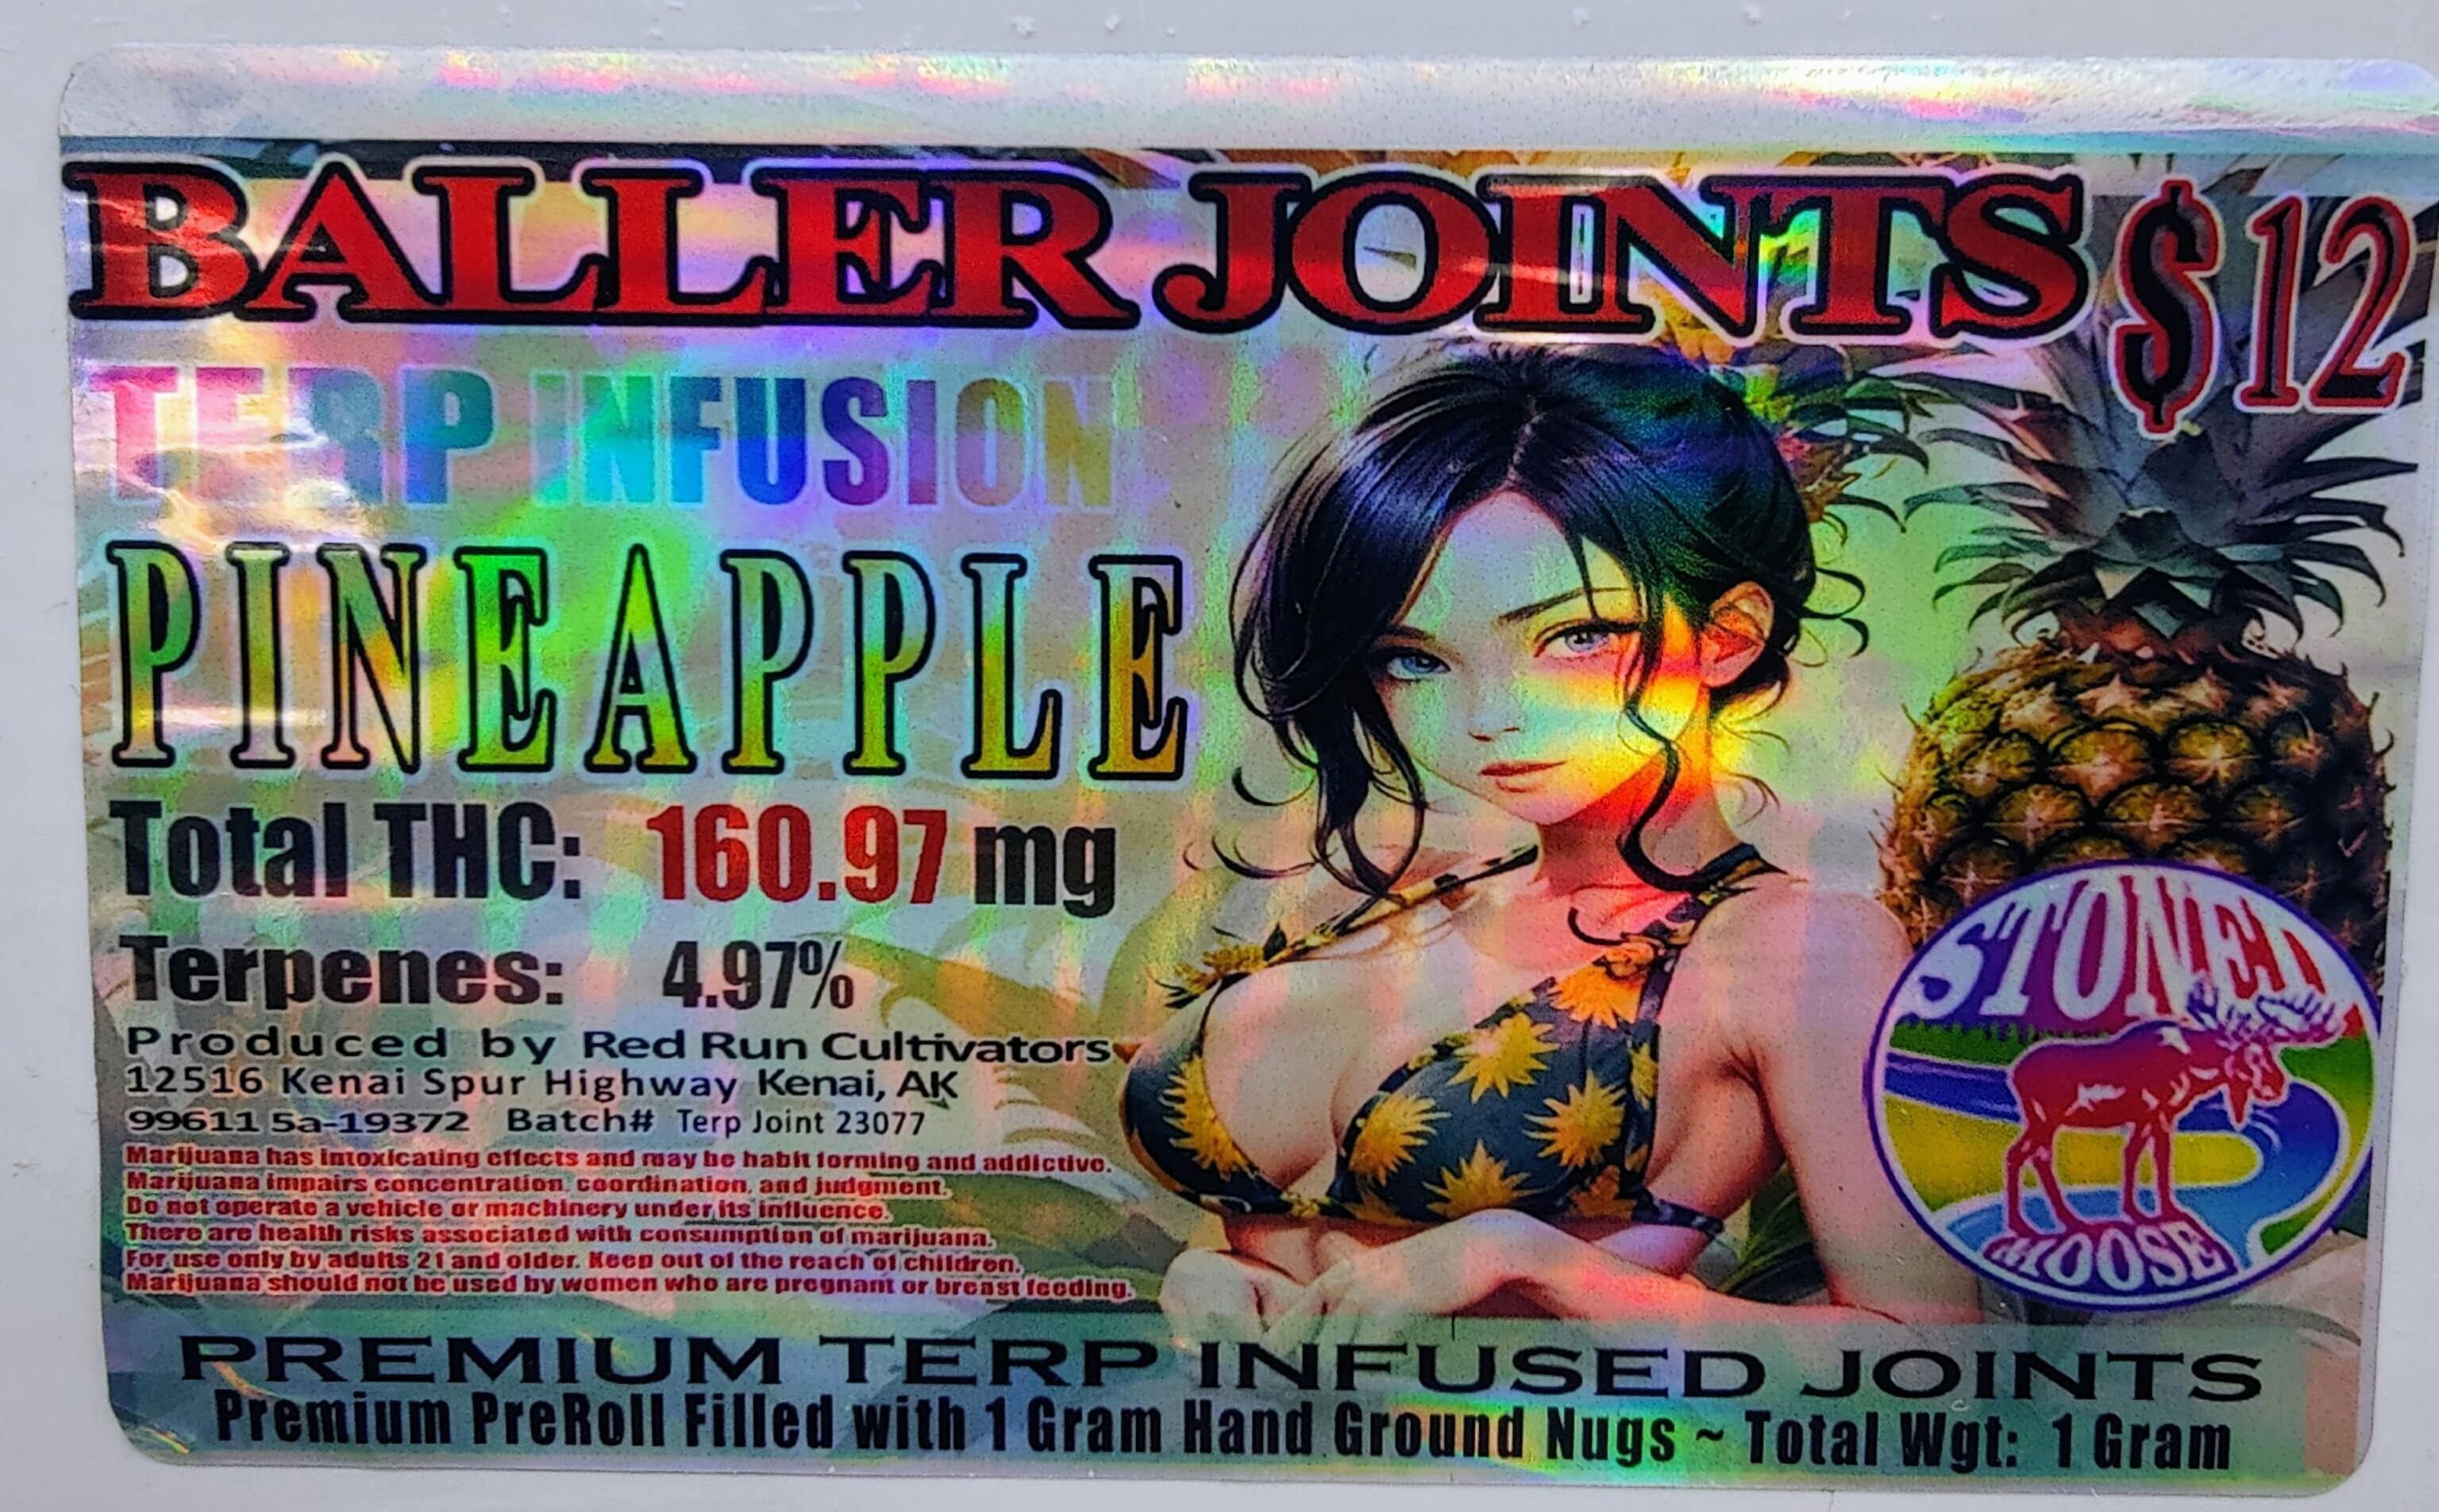 BALLER JOINTS $12
TERP INFUSION
PINEAPPLE
Total THC: 160.97 mg
Terpenes: 4.97%
Produced by Red Run Cultivators
12516 Kenai Spur Highway Kenai, AK
99611 5a-19372 Batch# Terp Joint 23077
Marijuana has intoxicating effects and may be habit forming and addictive.
Marijuana impairs concentration, coordination, and judgment.
Do not operate a vehicle or machinery under its influence.
There are health risks associated with consumption of marijuana.
For use only by adults 21 and older. Keep out of the reach of children.
Marijuana should not be used by women who are pregnant or breast feeding.
STONED
MOOSE
PREMIUM TERP INFUSED JOINTS
Premium PreRoll Filled with 1 Gram Hand Ground Nugs ~ Total Wgt: 1 Gram